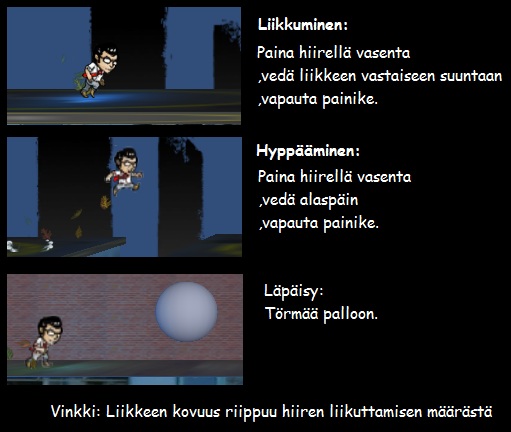 Liikkuminen:
Paina hiirellä vasenta
,vedä liikkeen vastaiseen suuntaan
,vapauta painike.
Hyppääminen:
Paina hiirellä vasenta
,vedä alaspäin
,vapauta painike.
Läpäisy:
Törmää palloon.
Vinkki: Liikkeen kovuus riippuu hiiren liikuttamisen määrästä